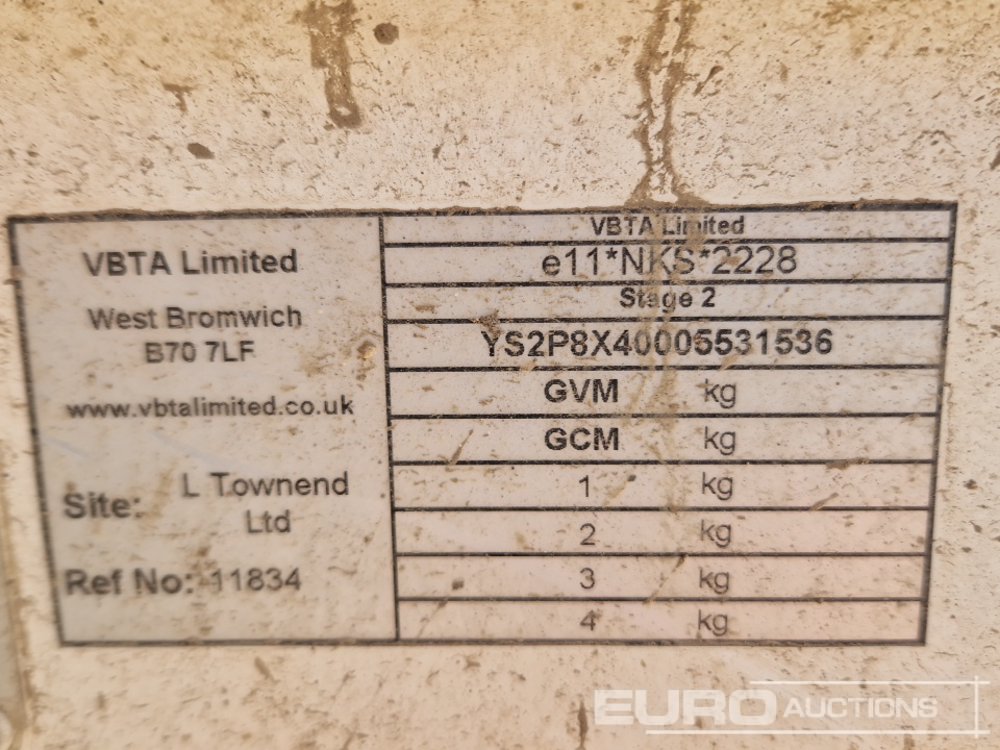 VBTA Limited
West Bromwich
B70 7LF
www.vbtalimited.co.uk
Site: L Townend
Ltd
Ref No: 11834
VBTA Limited
e11*NKS*2228
Stage 2
YS2P8X40005531536
GVM kg
GCM kg
1 kg
2 kg
3 kg
4 kg
EURO AUCTIONS